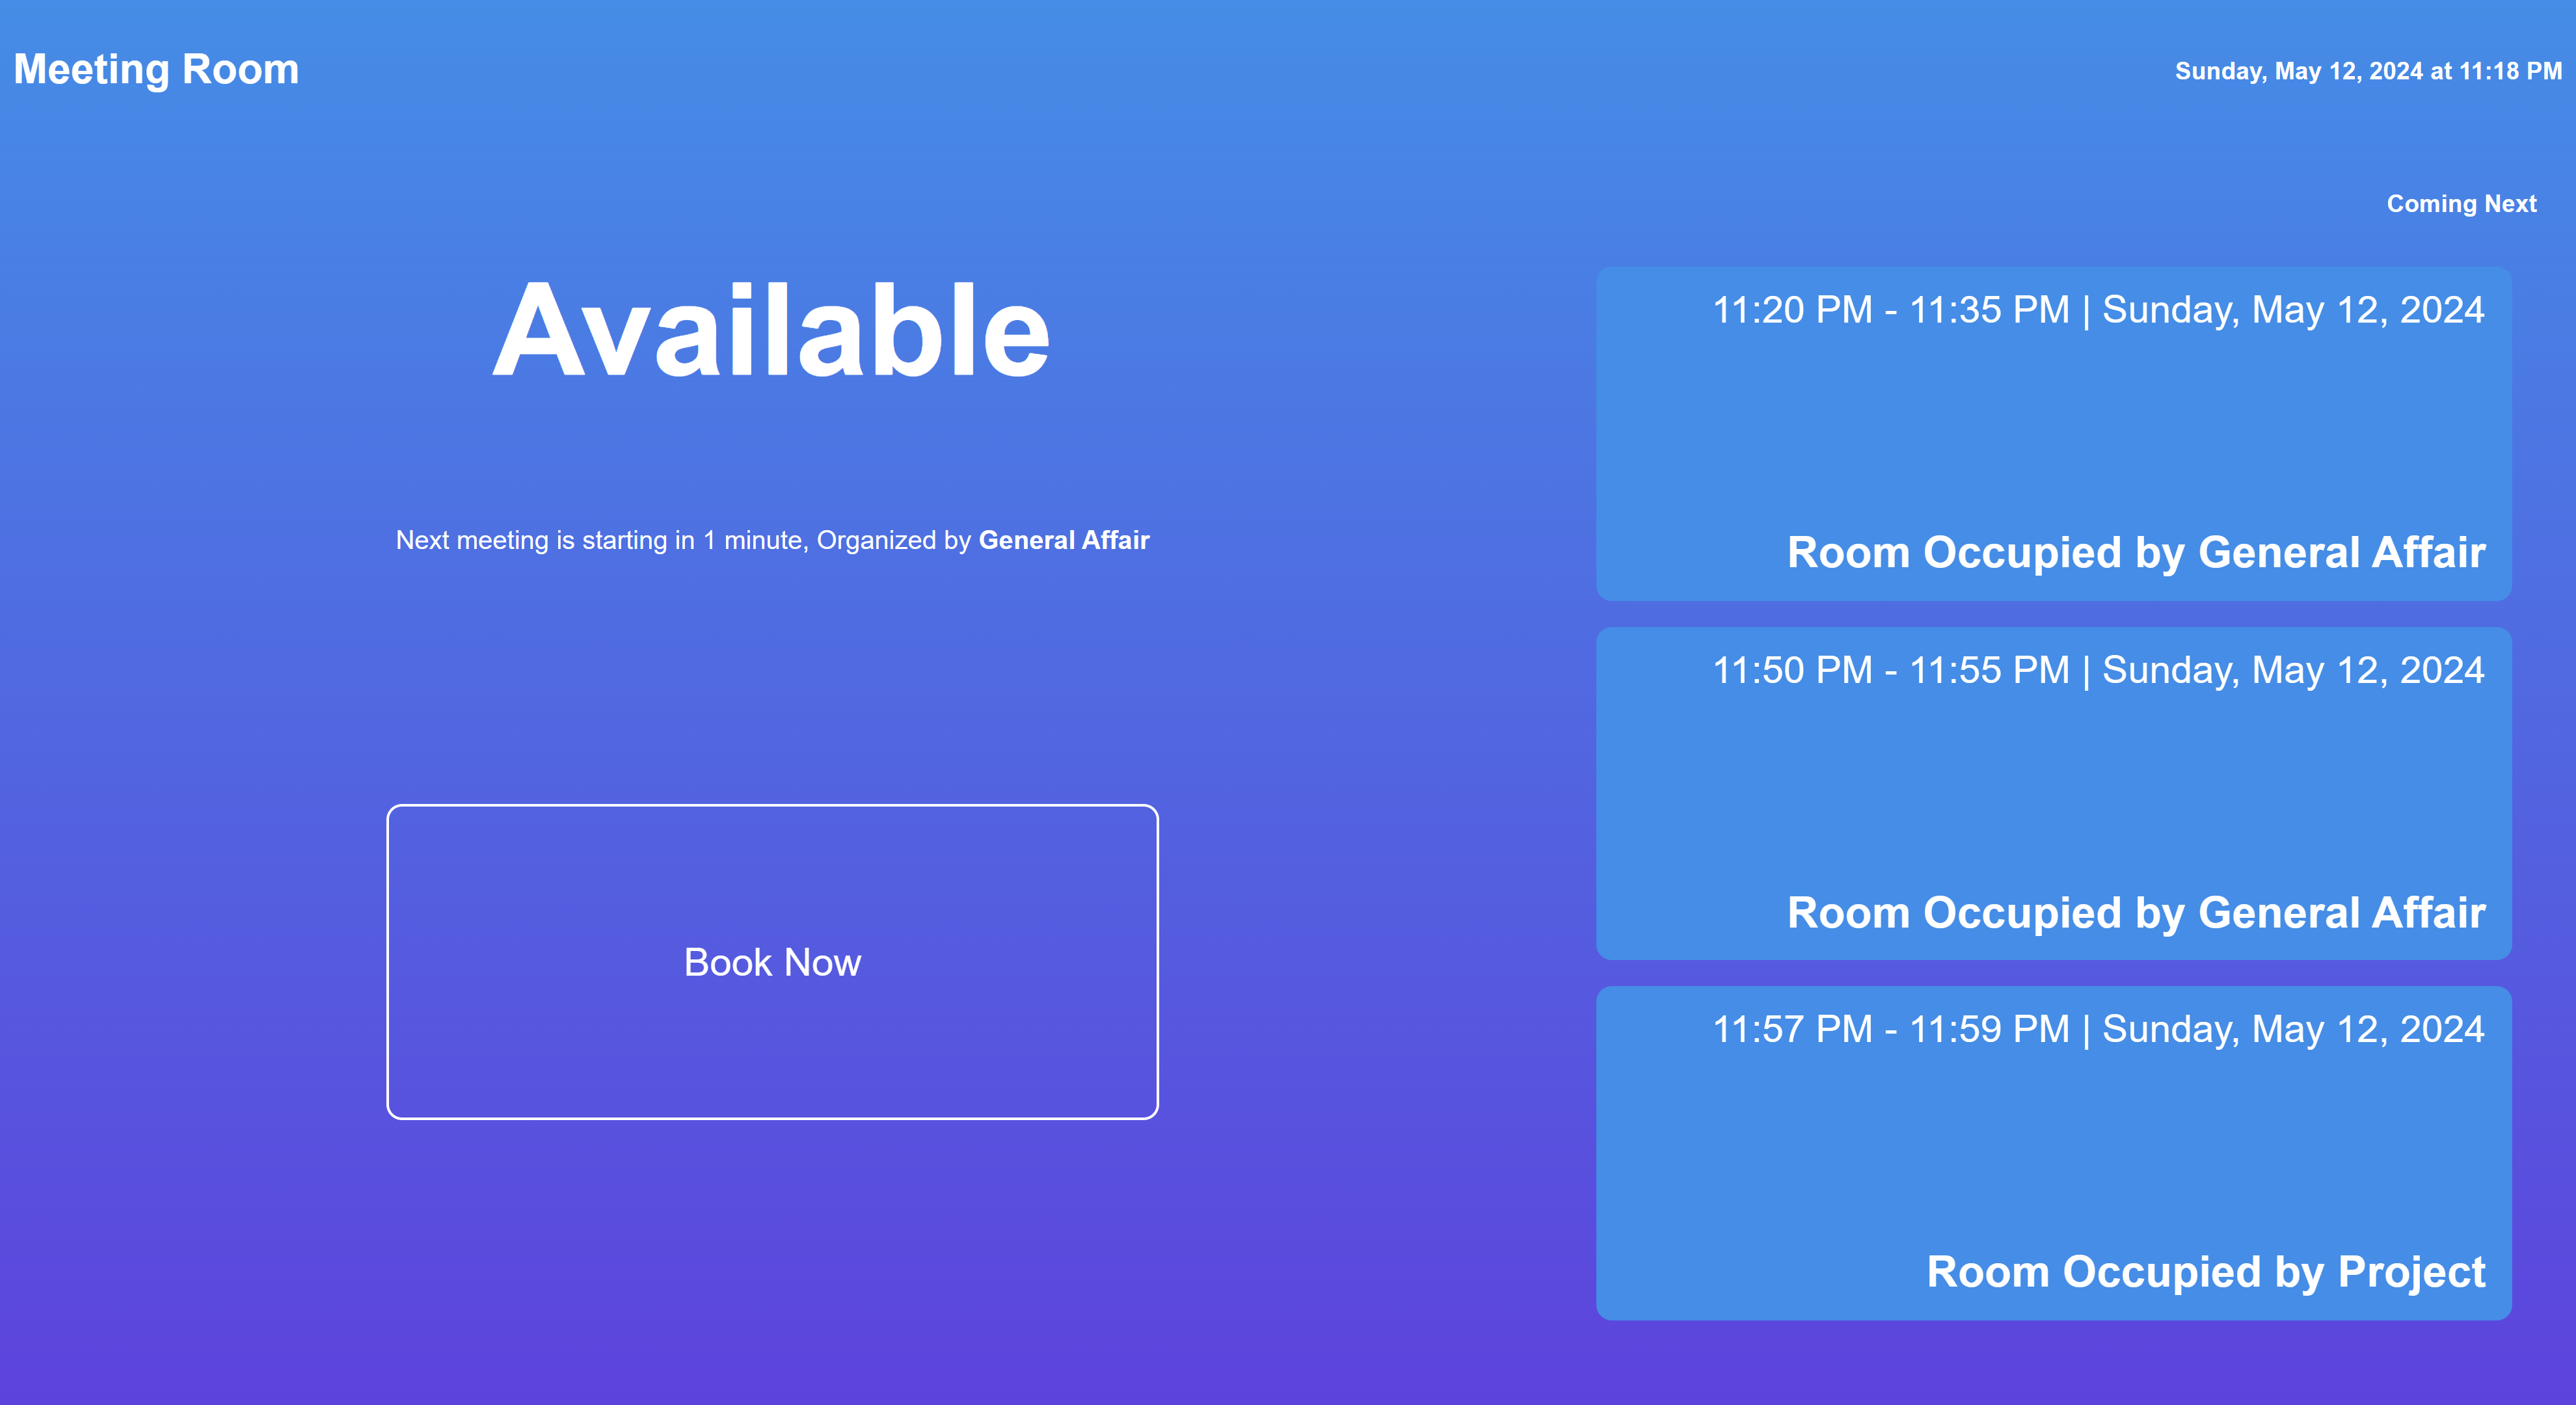 Meeting Room
Sunday, May 12, 2024 at 11:18 PM
Available
Next meeting is starting in 1 minute, Organized by General Affair
Book Now
Coming Next
11:20 PM - 11:35 PM | Sunday, May 12, 2024
Room Occupied by General Affair
11:50 PM - 11:55 PM | Sunday, May 12, 2024
Room Occupied by General Affair
11:57 PM - 11:59 PM | Sunday, May 12, 2024
Room Occupied by Project